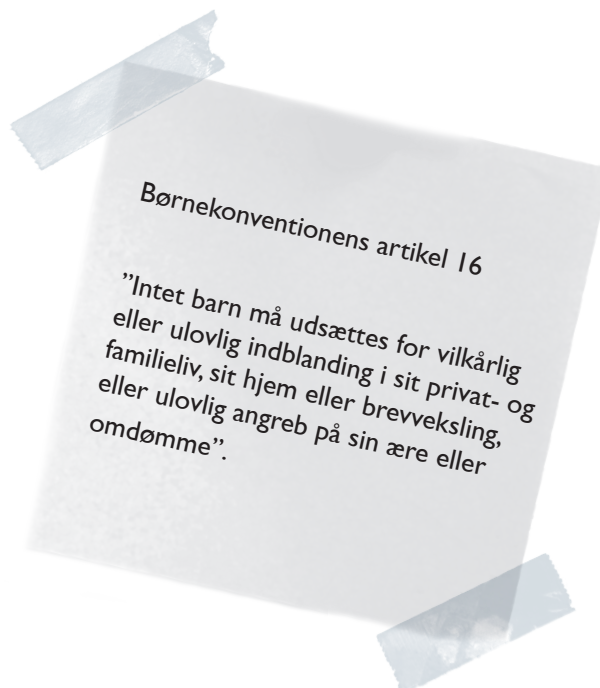 Børnekonventionens artikel 16
”Intet barn må udsættes for vilkårlig
eller ulovlig indblanding i sit privat- og
familieliv, sit hjem eller brevveksling,
eller ulovlig angreb på sin ære eller
omdømme”.